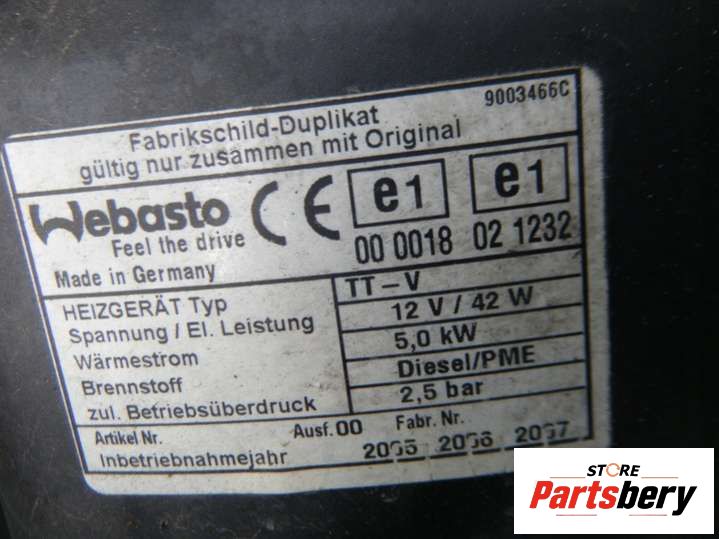 9003466C
Fabrikschild-Duplikat
gültig nur zusammen mit Original
Webasto CE e1 e1
Feel the drive 00 0018 02 1232
Made in Germany
HEIZGERÄT Typ TT-V
Spannung / El. Leistung 12 V / 42 W
Wärmestrom 5,0 kW
Brennstoff Diesel/PME
zul. Betriebsüberdruck 2,5 bar
Artikel Nr. Ausf.00 Fabr. Nr.
Inbetriebnahmejahr 2005 2006 2007
STORE
Partsbery